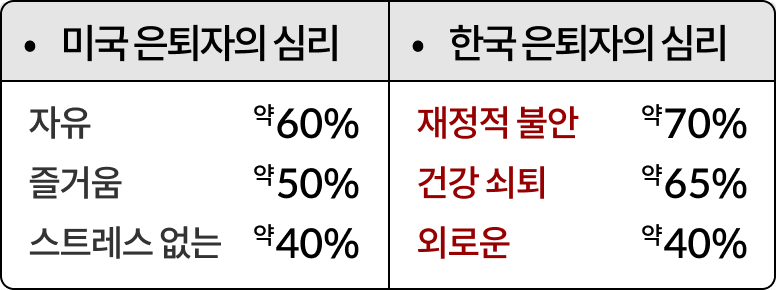 • 미국 은퇴자의 심리
자유 약60%
즐거움 약50%
스트레스 없는 약40%
• 한국 은퇴자의 심리
재정적 불안 약70%
건강 쇠퇴 약65%
외로운 약40%